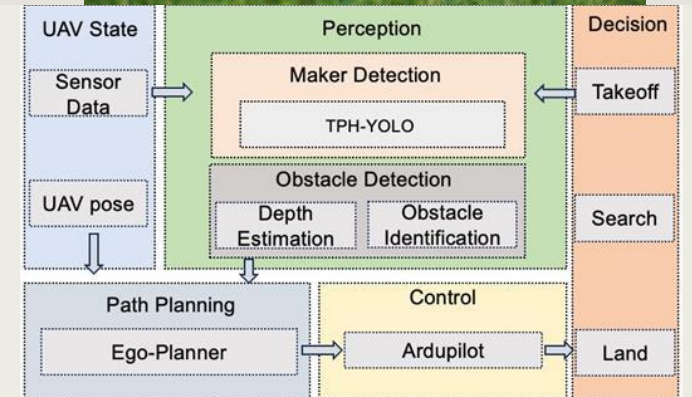 UAV State
Sensor
Data
UAV pose
Perception
Maker Detection
TPH-YOLO
Obstacle Detection
Depth
Estimation
Obstacle
Identification
Decision
Takeoff
Search
Land
Path Planning
Ego-Planner
Control
Ardupilot